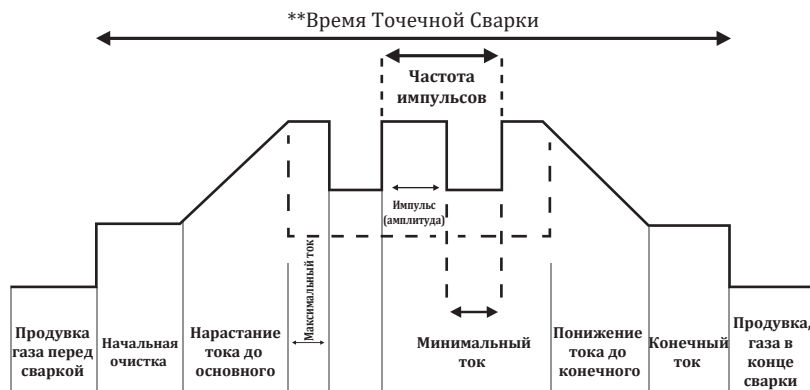 **Время Точечной Сварки
Частота
импульсов
Импульс
(амплитуда)
Максимальный ток
Продувка
газа перед
сваркой
Начальная
очистка
Нарастание
тока до
основного
Минимальный
ток
Понижение
тока до
конечного
Конечный
ток
Продувка,
газа в
конце
сварки